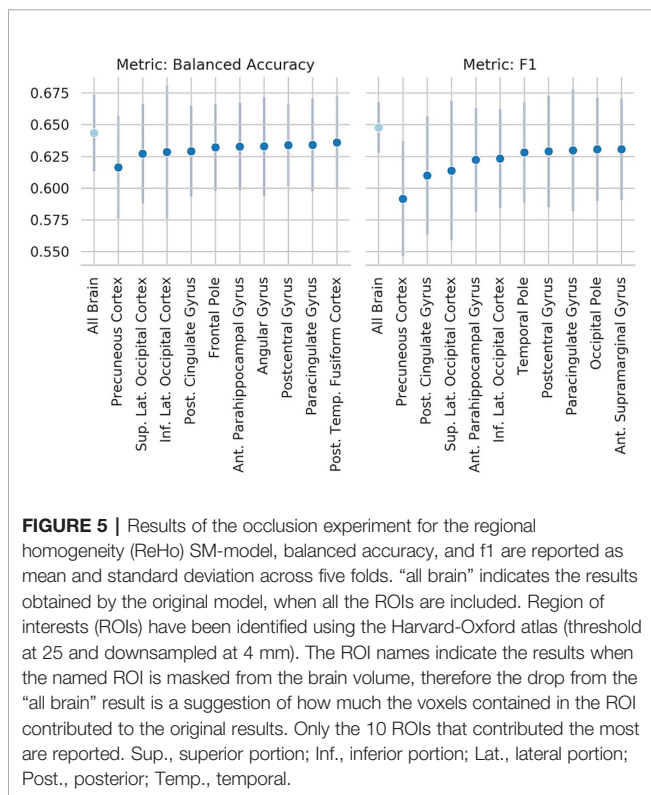 Metric: Balanced Accuracy
Metric: F1
0.675
0.650
0.625
0.600
0.575
0.550
All Brain
Precuneous Cortex
Sup. Lat. Occipital Cortex
Inf. Lat. Occipital Cortex
Post. Cingulate Gyrus
Frontal Pole
Ant. Parahippocampal Gyrus
Angular Gyrus
Postcentral Gyrus
Paracingulate Gyrus
Post. Temp. Fusiform Cortex
All Brain
Precuneous Cortex
Post. Cingulate Gyrus
Sup. Lat. Occipital Cortex
Ant. Parahippocampal Gyrus
Inf. Lat. Occipital Cortex
Temporal Pole
Postcentral Gyrus
Paracingulate Gyrus
Occipital Pole
Ant. Supramarginal Gyrus
FIGURE 5 | Results of the occlusion experiment for the regional
homogeneity (ReHo) SM-model, balanced accuracy, and f1 are reported as
mean and standard deviation across five folds. “all brain” indicates the results
obtained by the original model, when all the ROIs are included. Region of
interests (ROIs) have been identified using the Harvard-Oxford atlas (threshold
at 25 and downsampled at 4 mm). The ROI names indicate the results when
the named ROI is masked from the brain volume, therefore the drop from the
“all brain” result is a suggestion of how much the voxels contained in the ROI
contributed to the original results. Only the 10 ROIs that contributed the most
are reported. Sup., superior portion; Inf., inferior portion; Lat., lateral portion;
Post., posterior; Temp., temporal.